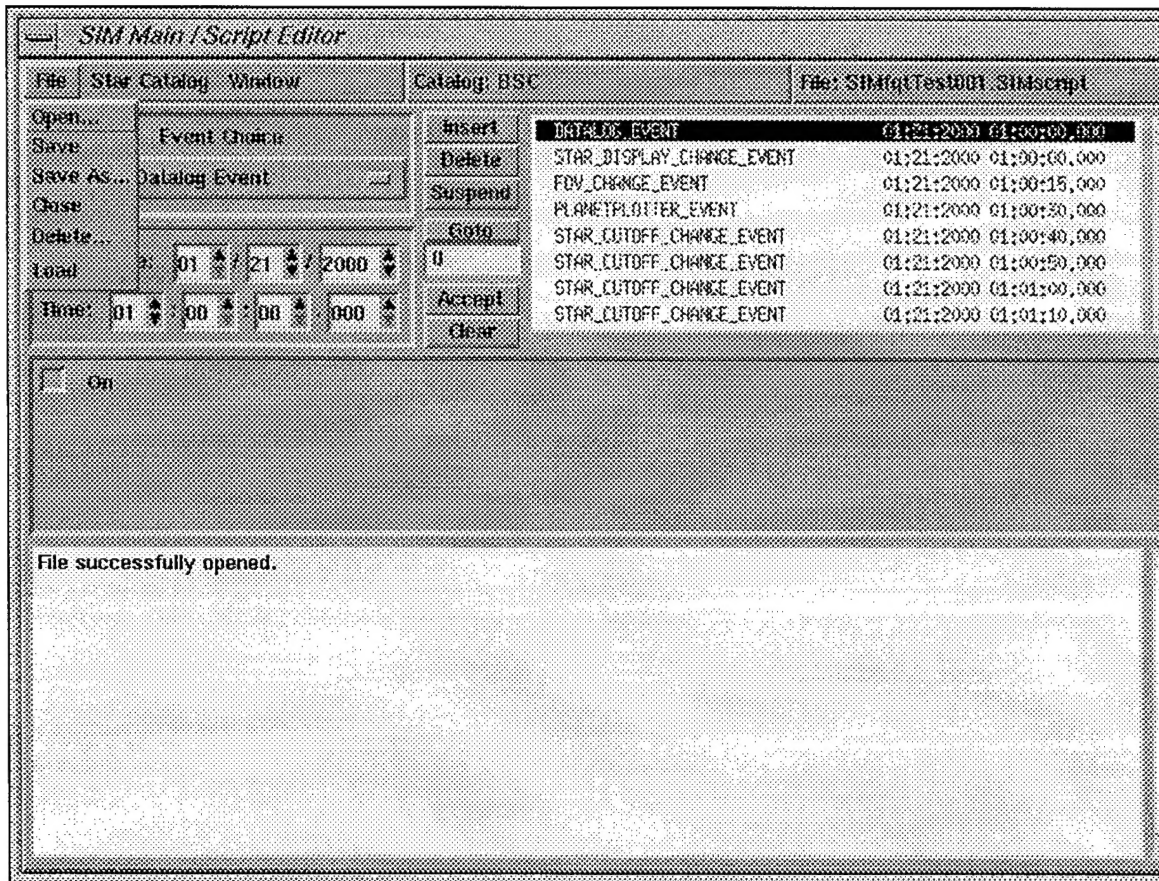 SIM Main / Script Editor
File Star Catalog Window Catalog: BSC File: SIMfqtTest001.SIMscript
Open...
Save
Save As...
Close
Delete...
Load
Event Choice
Datalog Event
01 / 21 / 2000
Time: 01 : 00 : 00 . 000
Insert
Delete
Suspend
Goto
0
Accept
Clear
DATALOG_EVENT 01:21:2000 01:00:00.000
STAR_DISPLAY_CHANGE_EVENT 01:21:2000 01:00:00.000
FOV_CHANGE_EVENT 01:21:2000 01:00:15.000
PLANETPLOTTER_EVENT 01:21:2000 01:00:30.000
STAR_CUTOFF_CHANGE_EVENT 01:21:2000 01:00:40.000
STAR_CUTOFF_CHANGE_EVENT 01:21:2000 01:00:50.000
STAR_CUTOFF_CHANGE_EVENT 01:21:2000 01:01:00.000
STAR_CUTOFF_CHANGE_EVENT 01:21:2000 01:01:10.000
On
File successfully opened.